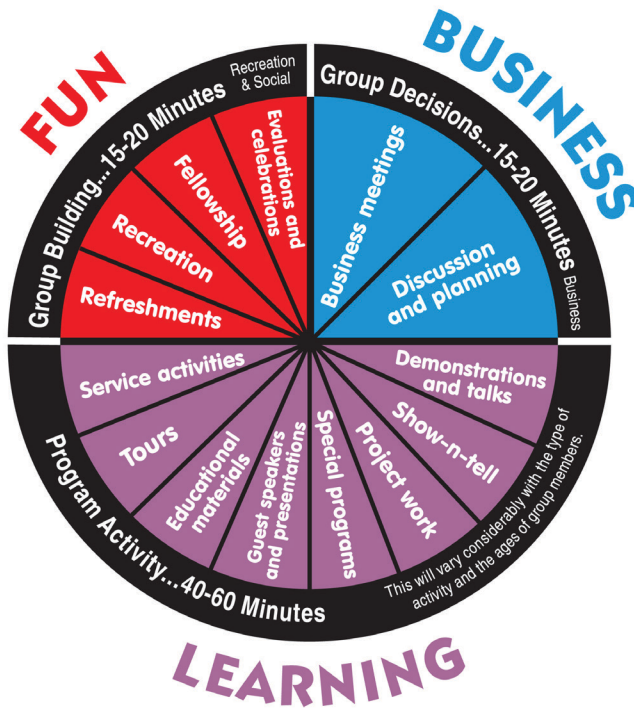 FUN
Group Building...15-20 Minutes
Recreation
& Social
Refreshments
Recreation
Fellowship
Evaluations and
celebrations
BUSINESS
Group Decisions...15-20 Minutes
Business
Business meetings
Discussion
and planning
LEARNING
Program Activity...40-60 Minutes
This will vary considerably with the type of
activity and the ages of group members.
Service activities
Tours
Educational
materials
Guest speakers
and presentations
Special programs
Project work
Show-n-tell
Demonstrations
and talks